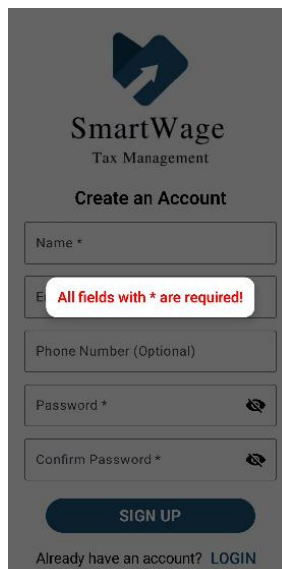 SmartWage
Tax Management
Create an Account
Name *
All fields with * are required!
Phone Number (Optional)
Password *
Confirm Password *
SIGN UP
Already have an account? LOGIN